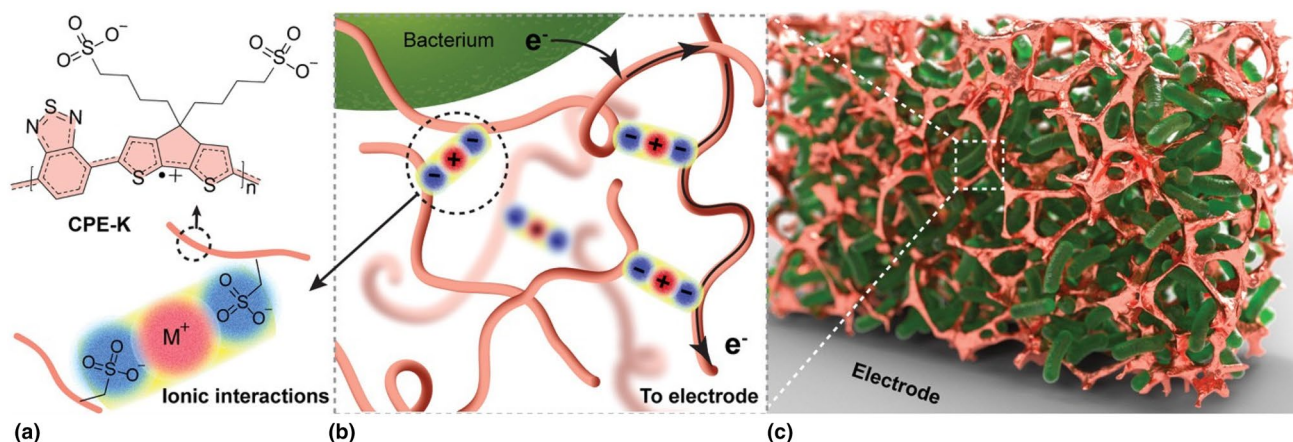 O
S
O
O⁻
O
S
O
O⁻
S
N
N
S
•+
S
n
CPE-K
O
S
O
O⁻
M⁺
O
S
O
O⁻
Ionic interactions
(a)
Bacterium
e⁻
− + −
− + −
− + −
e⁻
To electrode
(b)
Electrode
(c)